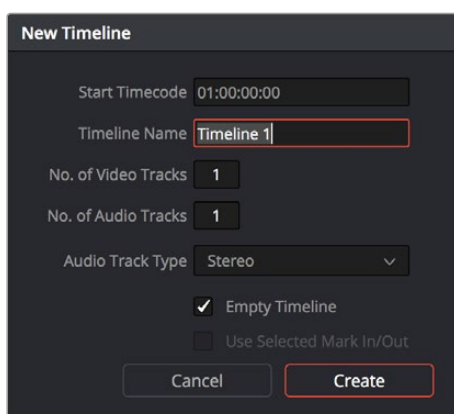 New Timeline
Start Timecode 01:00:00:00
Timeline Name Timeline 1
No. of Video Tracks 1
No. of Audio Tracks 1
Audio Track Type Stereo
Empty Timeline
Use Selected Mark In/Out
Cancel Create